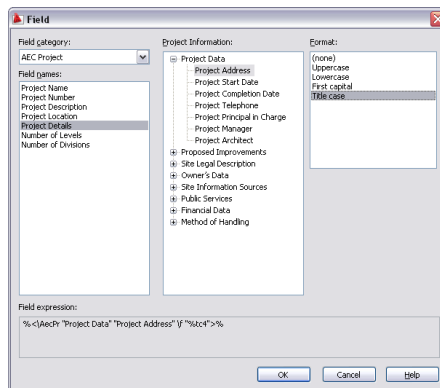 Field
Field category:
AEC Project
Field names:
Project Name
Project Number
Project Description
Project Location
Project Details
Number of Levels
Number of Divisions
Project Information:
Project Data
Project Address
Project Start Date
Project Completion Date
Project Telephone
Project Principal in Charge
Project Manager
Project Architect
Proposed Improvements
Site Legal Description
Owner's Data
Site Information Sources
Public Services
Financial Data
Method of Handling
Format:
(none)
Uppercase
Lowercase
First capital
Title case
Field expression:
%<\AecPr "Project Data" "Project Address" \f "%tc4">%
OK
Cancel
Help